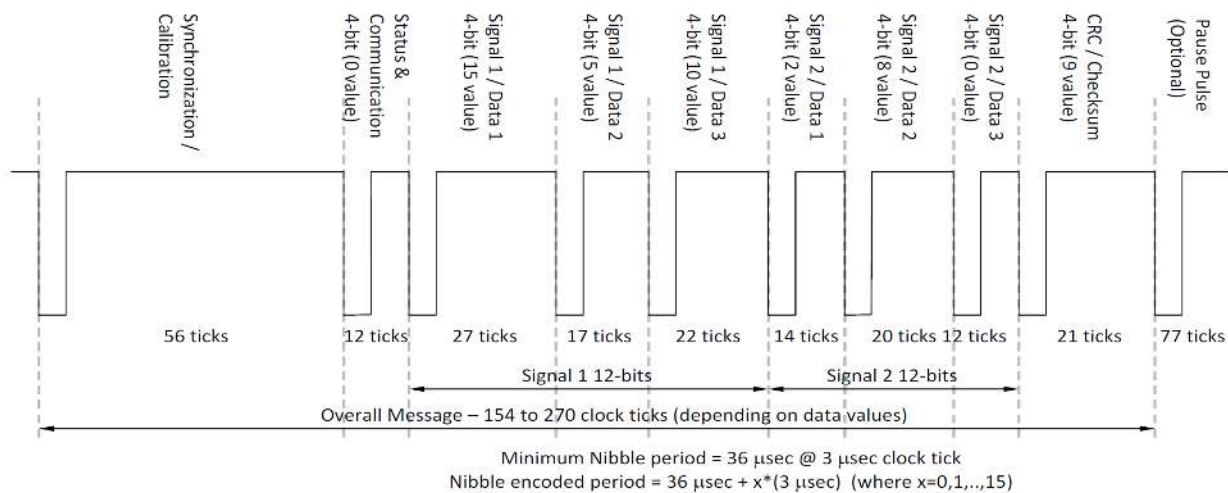 Synchronization /
Calibration
Status &
Communication
4-bit (0 value)
Signal 1 / Data 1
4-bit (15 value)
Signal 1 / Data 2
4-bit (5 value)
Signal 1 / Data 3
4-bit (10 value)
Signal 2 / Data 1
4-bit (2 value)
Signal 2 / Data 2
4-bit (8 value)
Signal 2 / Data 3
4-bit (0 value)
CRC / Checksum
4-bit (9 value)
Pause Pulse
(Optional)
56 ticks
12 ticks
27 ticks
17 ticks
22 ticks
14 ticks
20 ticks
12 ticks
21 ticks
77 ticks
Signal 1 12-bits
Signal 2 12-bits
Overall Message – 154 to 270 clock ticks (depending on data values)
Minimum Nibble period = 36 μsec @ 3 μsec clock tick
Nibble encoded period = 36 μsec + x*(3 μsec) (where x=0,1,..,15)